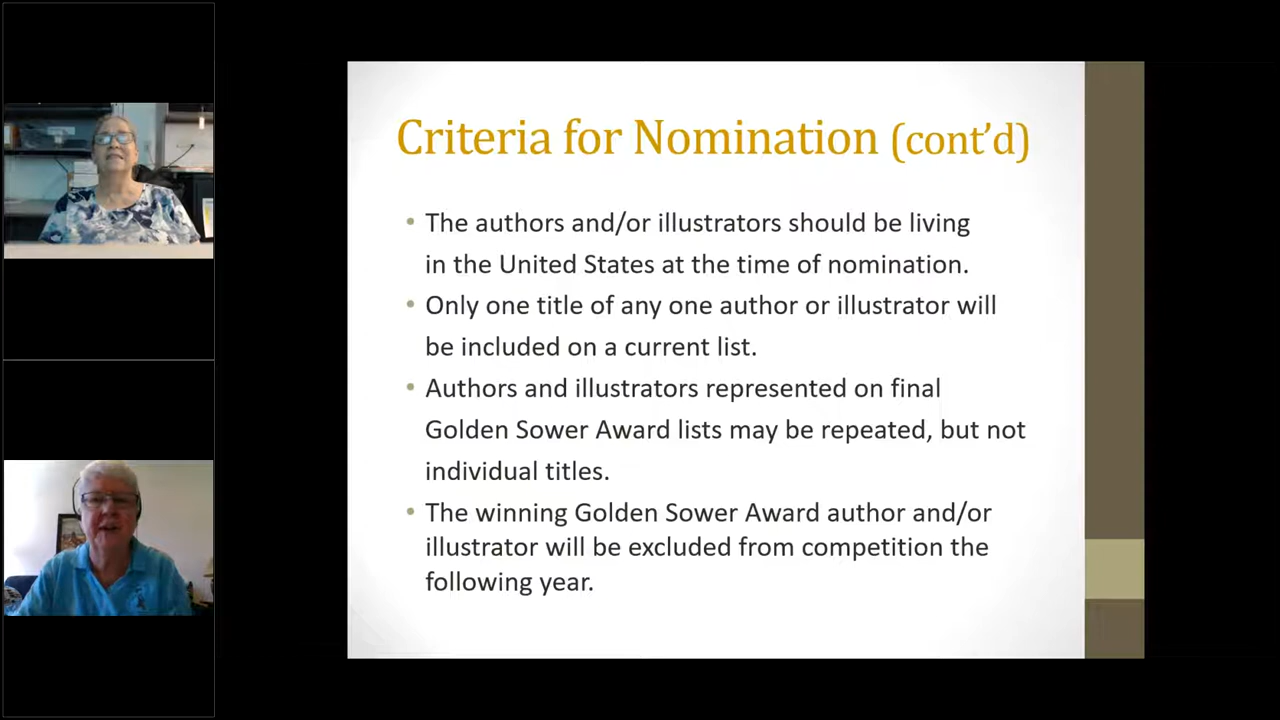 Criteria for Nomination (cont’d)
• The authors and/or illustrators should be living
in the United States at the time of nomination.
• Only one title of any one author or illustrator will
be included on a current list.
• Authors and illustrators represented on final
Golden Sower Award lists may be repeated, but not
individual titles.
• The winning Golden Sower Award author and/or
illustrator will be excluded from competition the
following year.